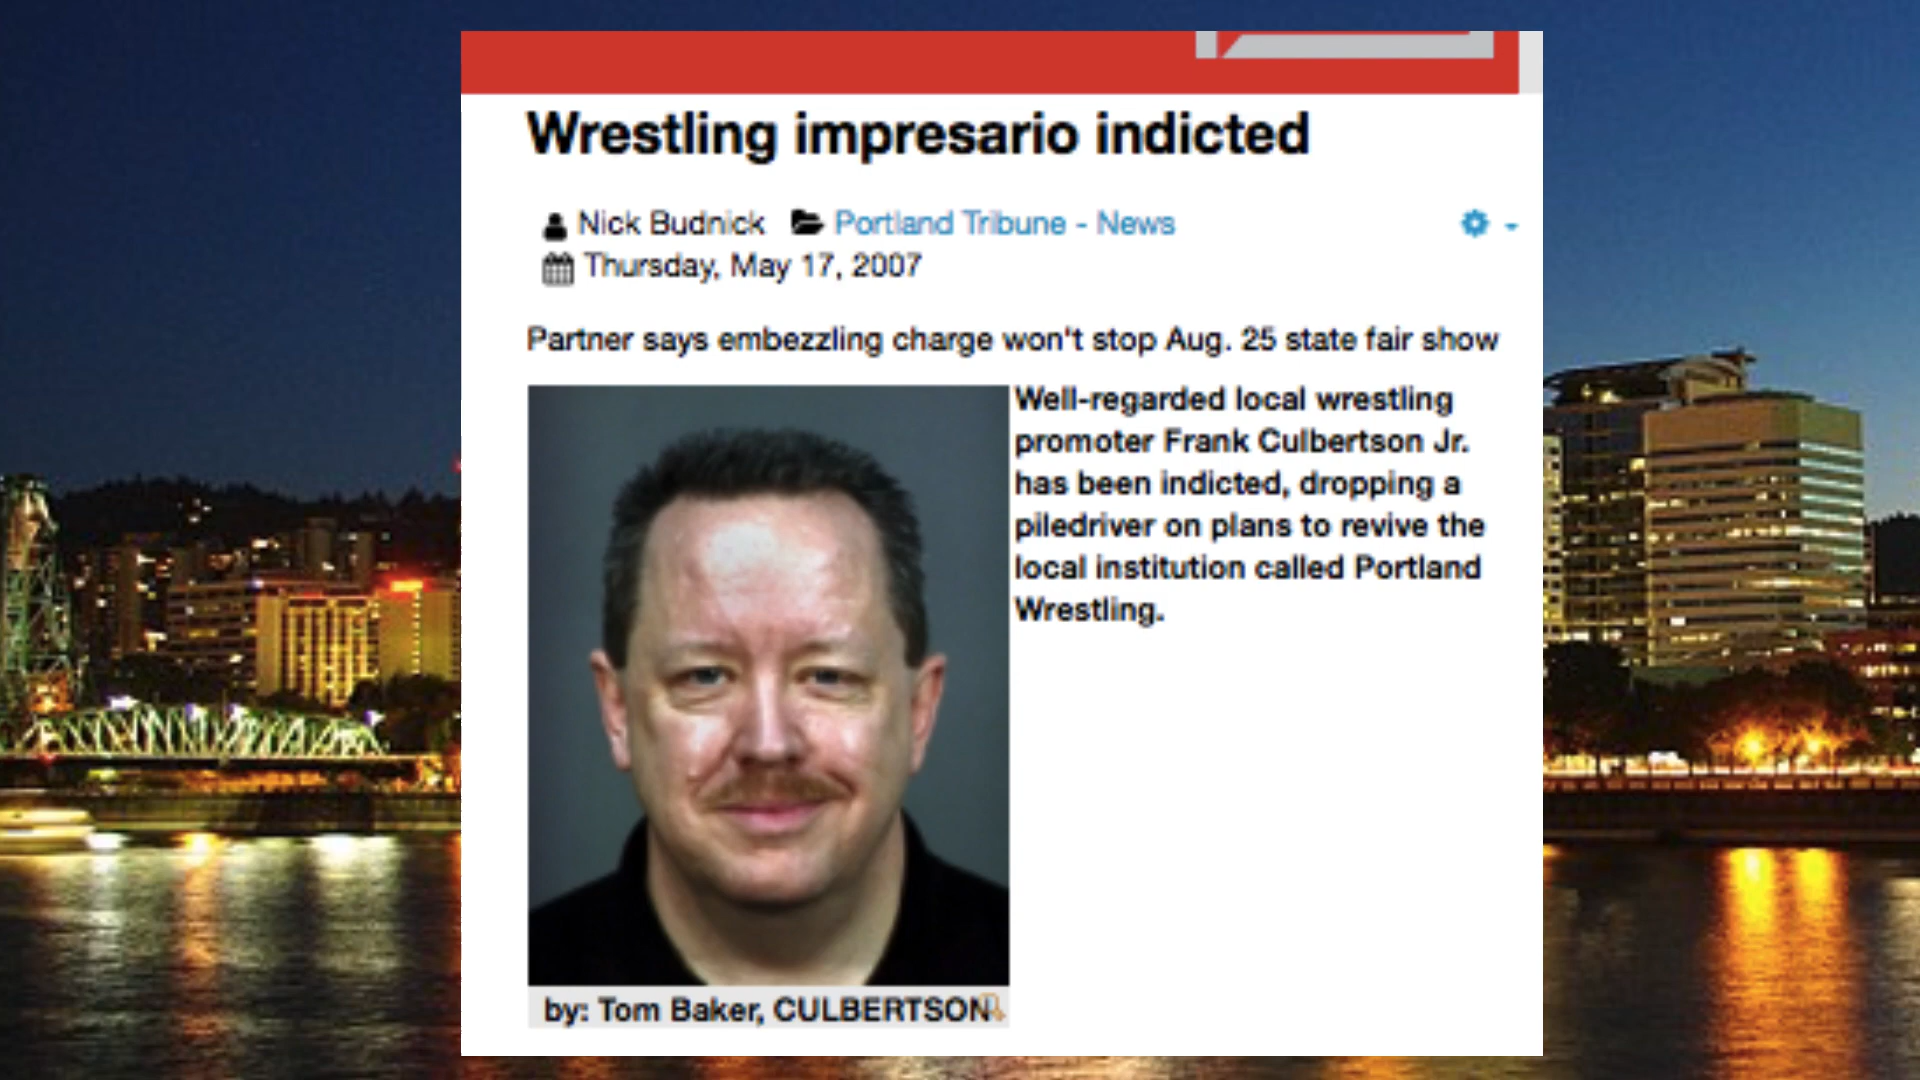 Wrestling impresario indicted
Nick Budnick Portland Tribune - News
Thursday, May 17, 2007
Partner says embezzling charge won't stop Aug. 25 state fair show
Well-regarded local wrestling
promoter Frank Culbertson Jr.
has been indicted, dropping a
piledriver on plans to revive the
local institution called Portland
Wrestling.
by: Tom Baker, CULBERTSON